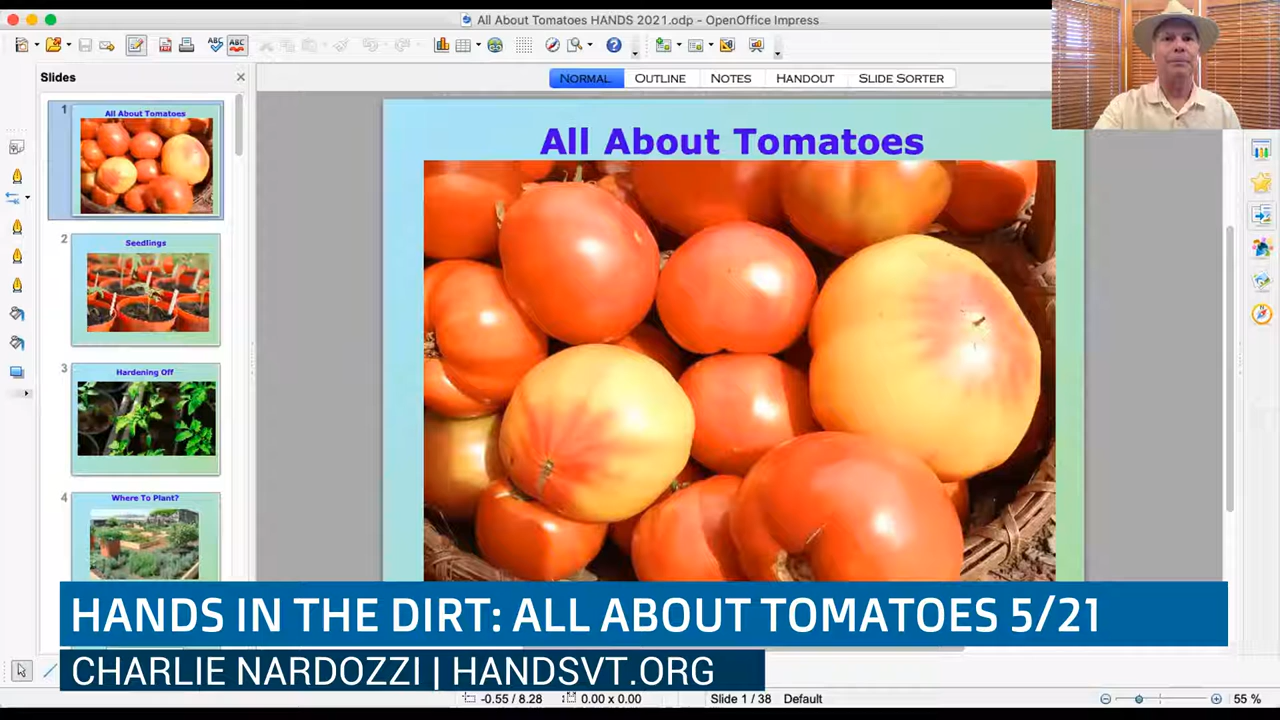 All About Tomatoes HANDS 2021.odp - OpenOffice Impress
Slides
NORMAL
OUTLINE
NOTES
HANDOUT
SLIDE SORTER
1
All About Tomatoes
2
Seedlings
3
Hardening Off
4
Where To Plant?
All About Tomatoes
HANDS IN THE DIRT: ALL ABOUT TOMATOES 5/21
CHARLIE NARDOZZI | HANDSVT.ORG
-0.55 / 8.28
0.00 x 0.00
Slide 1 / 38
Default
55 %